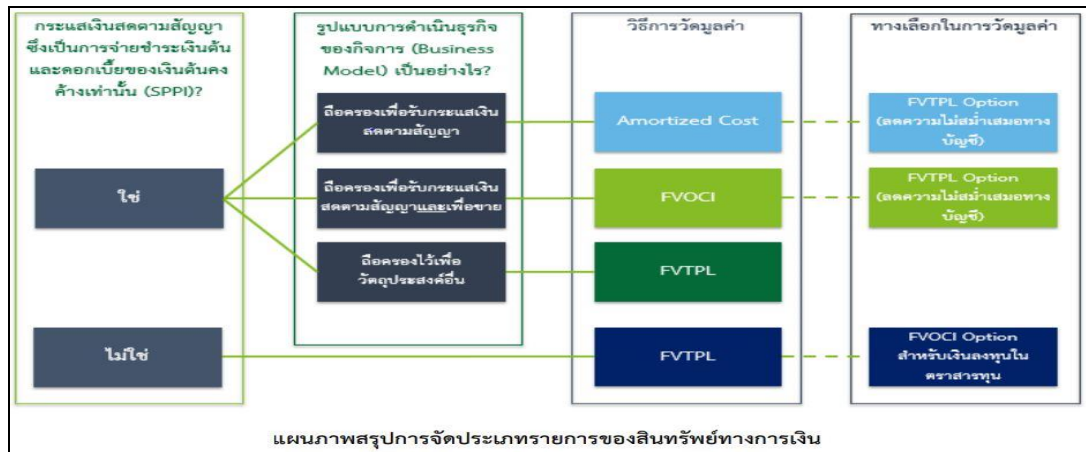 กระแสเงินสดตามสัญญา
ซึ่งเป็นการจ่ายชำระเงินต้น
และดอกเบี้ยของเงินต้นคง
ค้างเท่านั้น (SPPI)?
รูปแบบการดำเนินธุรกิจ
ของกิจการ (Business
Model) เป็นอย่างไร?
วิธีการวัดมูลค่า
ทางเลือกในการวัดมูลค่า
ใช่
ถือครองเพื่อรับกระแสเงิน
สดตามสัญญา
Amortized Cost
FVTPL Option
(ลดความไม่สม่ำเสมอทาง
บัญชี)
ถือครองเพื่อรับกระแสเงิน
สดตามสัญญาและเพื่อขาย
FVOCI
FVTPL Option
(ลดความไม่สม่ำเสมอทาง
บัญชี)
ถือครองไว้เพื่อ
วัตถุประสงค์อื่น
FVTPL
ไม่ใช่
FVTPL
FVOCI Option
สำหรับเงินลงทุนใน
ตราสารทุน
แผนภาพสรุปการจัดประเภทรายการของสินทรัพย์ทางการเงิน